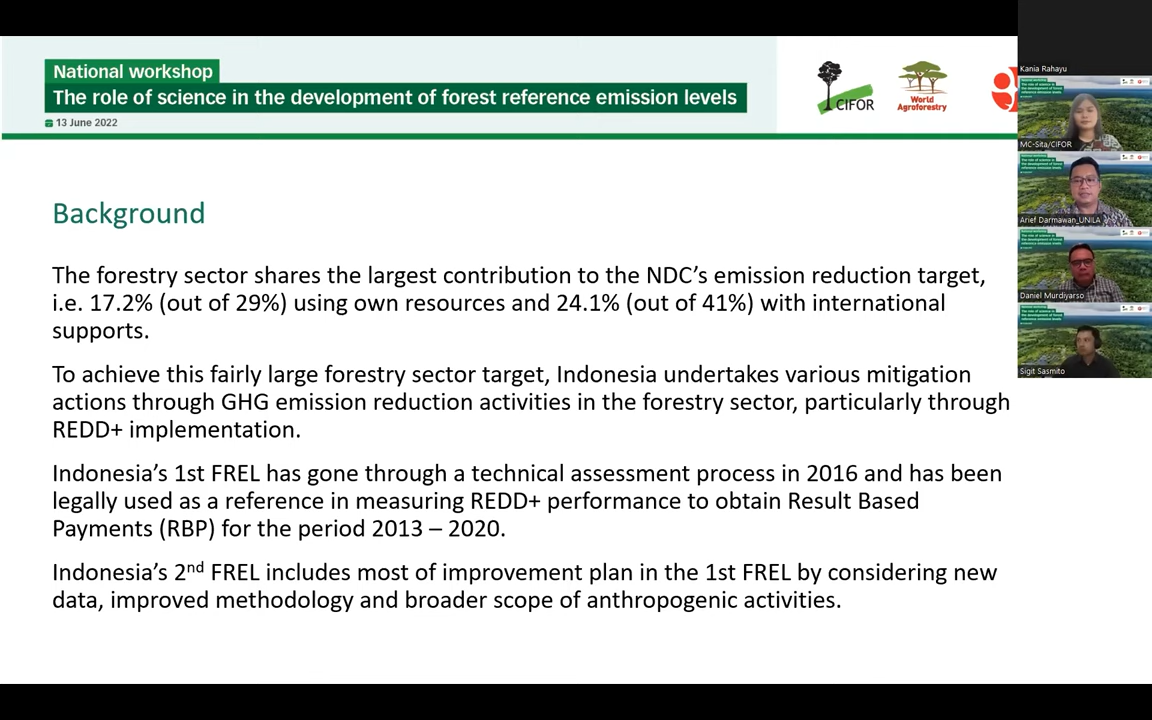 National workshop
The role of science in the development of forest reference emission levels
13 June 2022
CIFOR
World
Agroforestry
Background
The forestry sector shares the largest contribution to the NDC’s emission reduction target,
i.e. 17.2% (out of 29%) using own resources and 24.1% (out of 41%) with international
supports.
To achieve this fairly large forestry sector target, Indonesia undertakes various mitigation
actions through GHG emission reduction activities in the forestry sector, particularly through
REDD+ implementation.
Indonesia’s 1st FREL has gone through a technical assessment process in 2016 and has been
legally used as a reference in measuring REDD+ performance to obtain Result Based
Payments (RBP) for the period 2013 – 2020.
Indonesia’s 2nd FREL includes most of improvement plan in the 1st FREL by considering new
data, improved methodology and broader scope of anthropogenic activities.
Kania Rahayu
MC-Sita/CIFOR
Arief Darmawan_UNILA
Daniel Murdiyarso
Sigit Sasmito